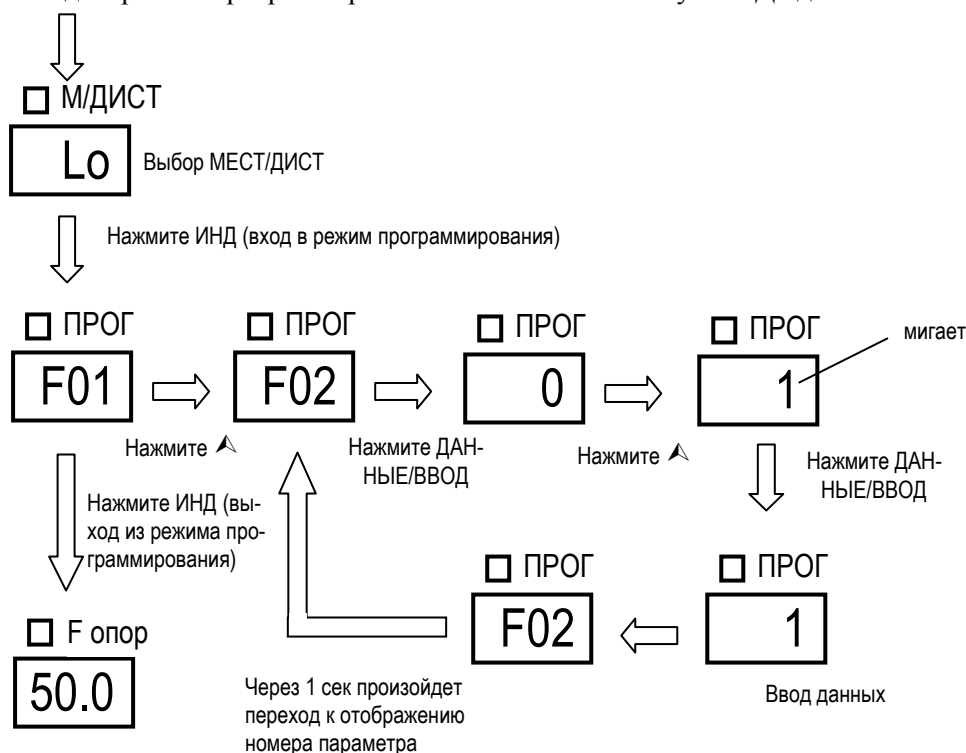 М/ДИСТ
Lo
Выбор МЕСТ/ДИСТ
Нажмите ИНД (вход в режим программирования)
ПРОГ
ПРОГ
ПРОГ
ПРОГ
мигает
F01
F02
0
1
Нажмите
Нажмите ДАН-
НЫЕ/ВВОД
Нажмите
Нажмите ДАН-
НЫЕ/ВВОД
Нажмите ИНД (вы-
ход из режима про-
граммирования)
ПРОГ
ПРОГ
F02
1
F опор
50.0
Через 1 сек произойдет
переход к отображению
номера параметра
Ввод данных